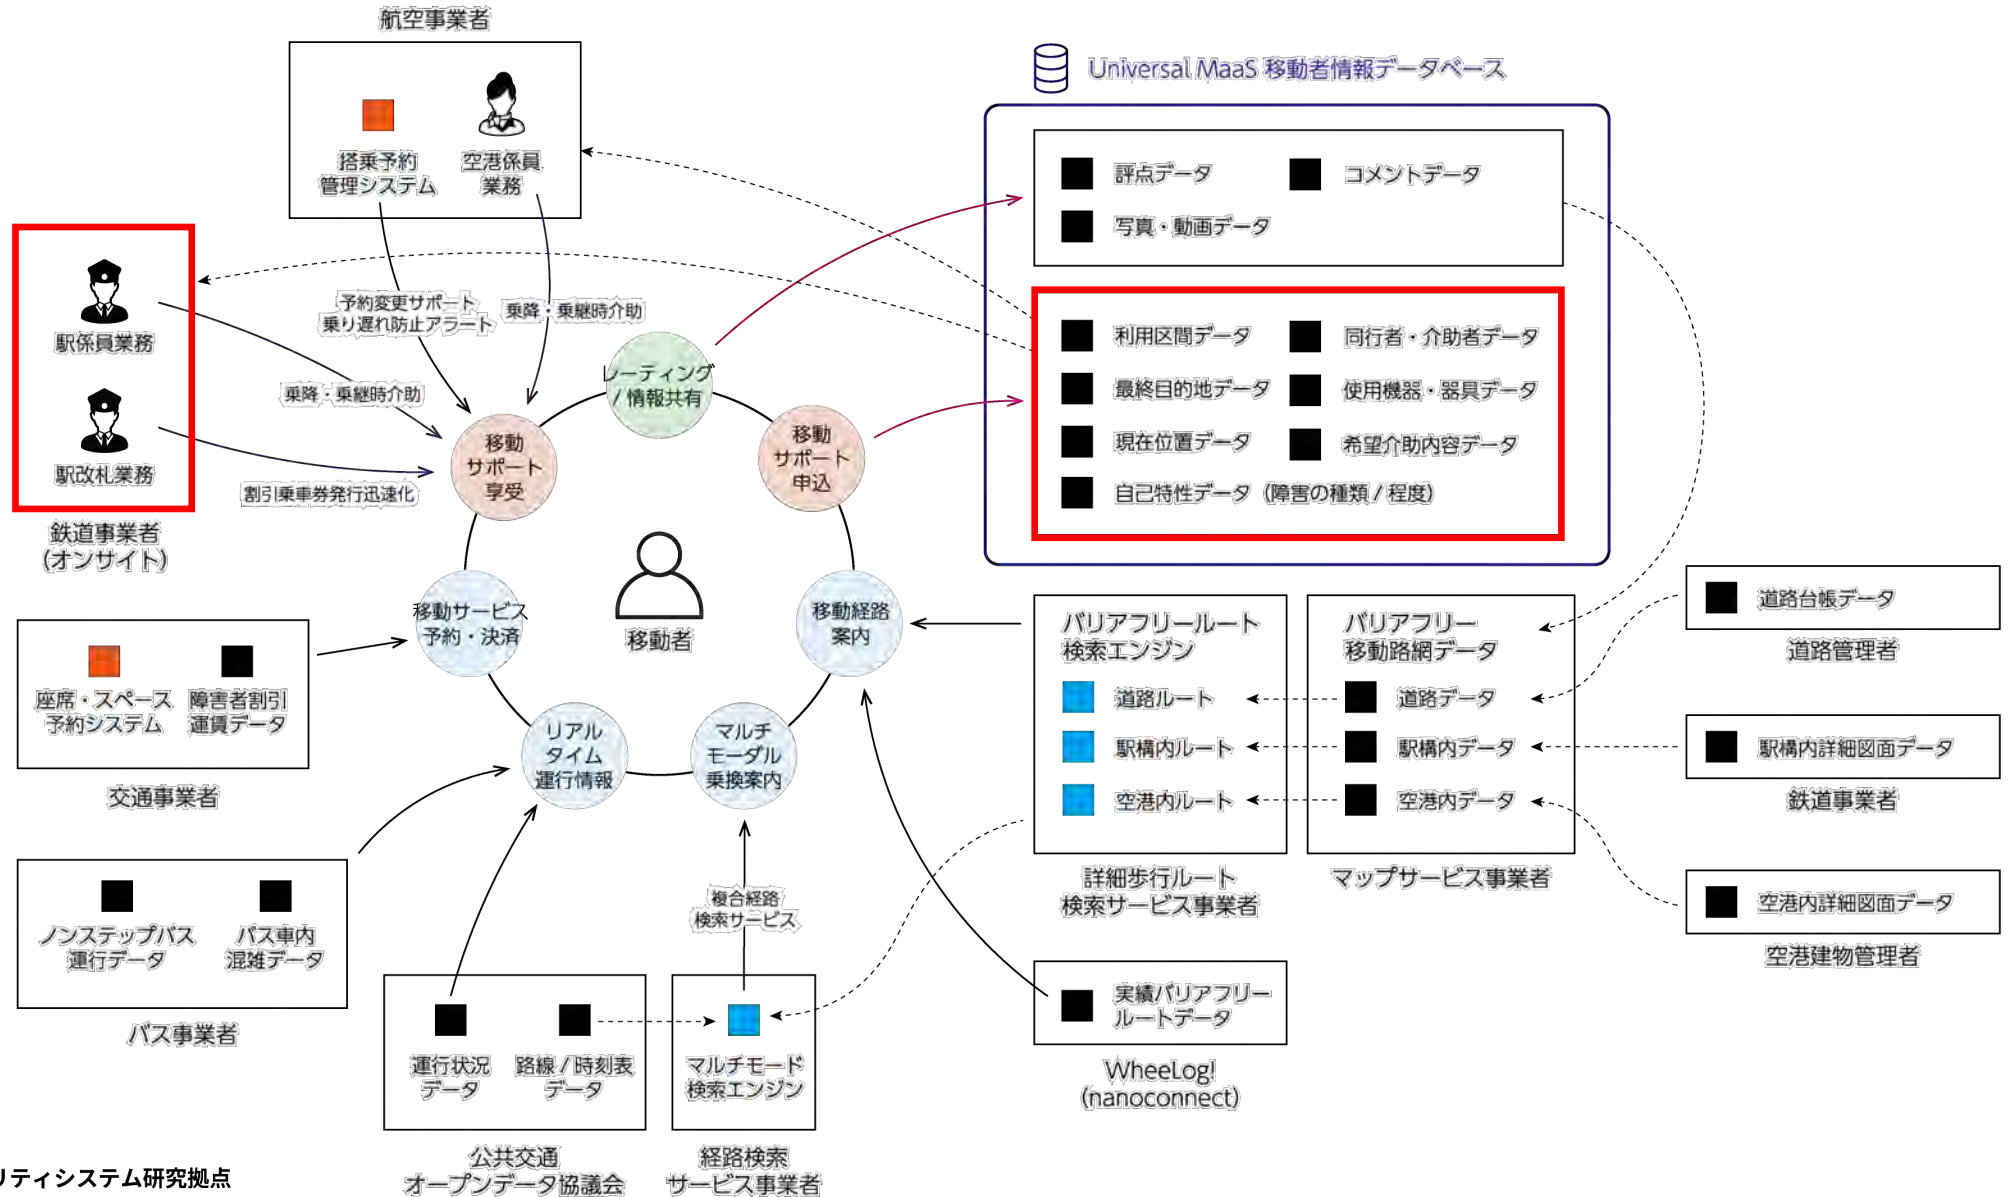 航空事業者
搭乗予約
管理システム
空港係員
業務
Universal MaaS 移動者情報データベース
評点データ
コメントデータ
写真・動画データ
利用区間データ
同行者・介助者データ
最終目的地データ
使用機器・器具データ
現在位置データ
希望介助内容データ
自己特性データ（障害の種類 / 程度）
駅係員業務
駅改札業務
鉄道事業者
（オンサイト）
予約変更サポート
乗り遅れ防止アラート
乗降・乗継時介助
乗降・乗継時介助
割引乗車券発行迅速化
レーティング
/ 情報共有
移動
サポート
享受
移動
サポート
申込
移動サービス
予約・決済
移動者
移動経路
案内
リアル
タイム
運行情報
マルチ
モーダル
乗換案内
座席・スペース
予約システム
障害者割引
運賃データ
交通事業者
ノンステップバス
運行データ
バス車内
混雑データ
バス事業者
運行状況
データ
路線 / 時刻表
データ
公共交通
オープンデータ協議会
複合経路
検索サービス
マルチモード
検索エンジン
経路検索
サービス事業者
バリアフリールート
検索エンジン
道路ルート
駅構内ルート
空港内ルート
詳細歩行ルート
検索サービス事業者
バリアフリー
移動路網データ
道路データ
駅構内データ
空港内データ
マップサービス事業者
実績バリアフリー
ルートデータ
WheeLog!
(nanoconnect)
道路台帳データ
道路管理者
駅構内詳細図面データ
鉄道事業者
空港内詳細図面データ
空港建物管理者
リティシステム研究拠点